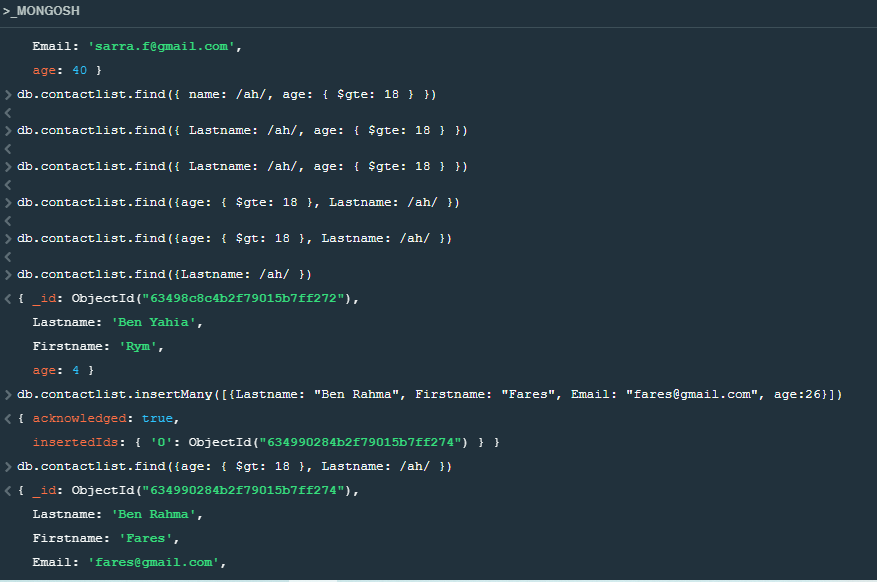 >_MONGOSH
Email: 'sarra.f@gmail.com',
age: 40 }
> db.contactlist.find({ name: /ah/, age: { $gte: 18 } })
<
> db.contactlist.find({ Lastname: /ah/, age: { $gte: 18 } })
<
> db.contactlist.find({ Lastname: /ah/, age: { $gte: 18 } })
<
> db.contactlist.find({age: { $gte: 18 }, Lastname: /ah/ })
<
> db.contactlist.find({age: { $gt: 18 }, Lastname: /ah/ })
<
> db.contactlist.find({Lastname: /ah/ })
< { _id: ObjectId("63498c8c4b2f79015b7ff272"),
Lastname: 'Ben Yahia',
Firstname: 'Rym',
age: 4 }
> db.contactlist.insertMany([{Lastname: "Ben Rahma", Firstname: "Fares", Email: "fares@gmail.com", age:26}])
< { acknowledged: true,
insertedIds: { '0': ObjectId("634990284b2f79015b7ff274") } }
> db.contactlist.find({age: { $gt: 18 }, Lastname: /ah/ })
< { _id: ObjectId("634990284b2f79015b7ff274"),
Lastname: 'Ben Rahma',
Firstname: 'Fares',
Email: 'fares@gmail.com',